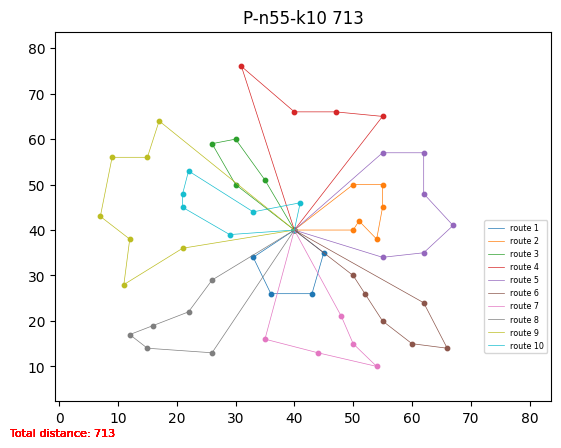 P-n55-k10 713
80
70
60
50
40
30
20
10
0 10 20 30 40 50 60 70 80
route 1
route 2
route 3
route 4
route 5
route 6
route 7
route 8
route 9
route 10
Total distance: 713